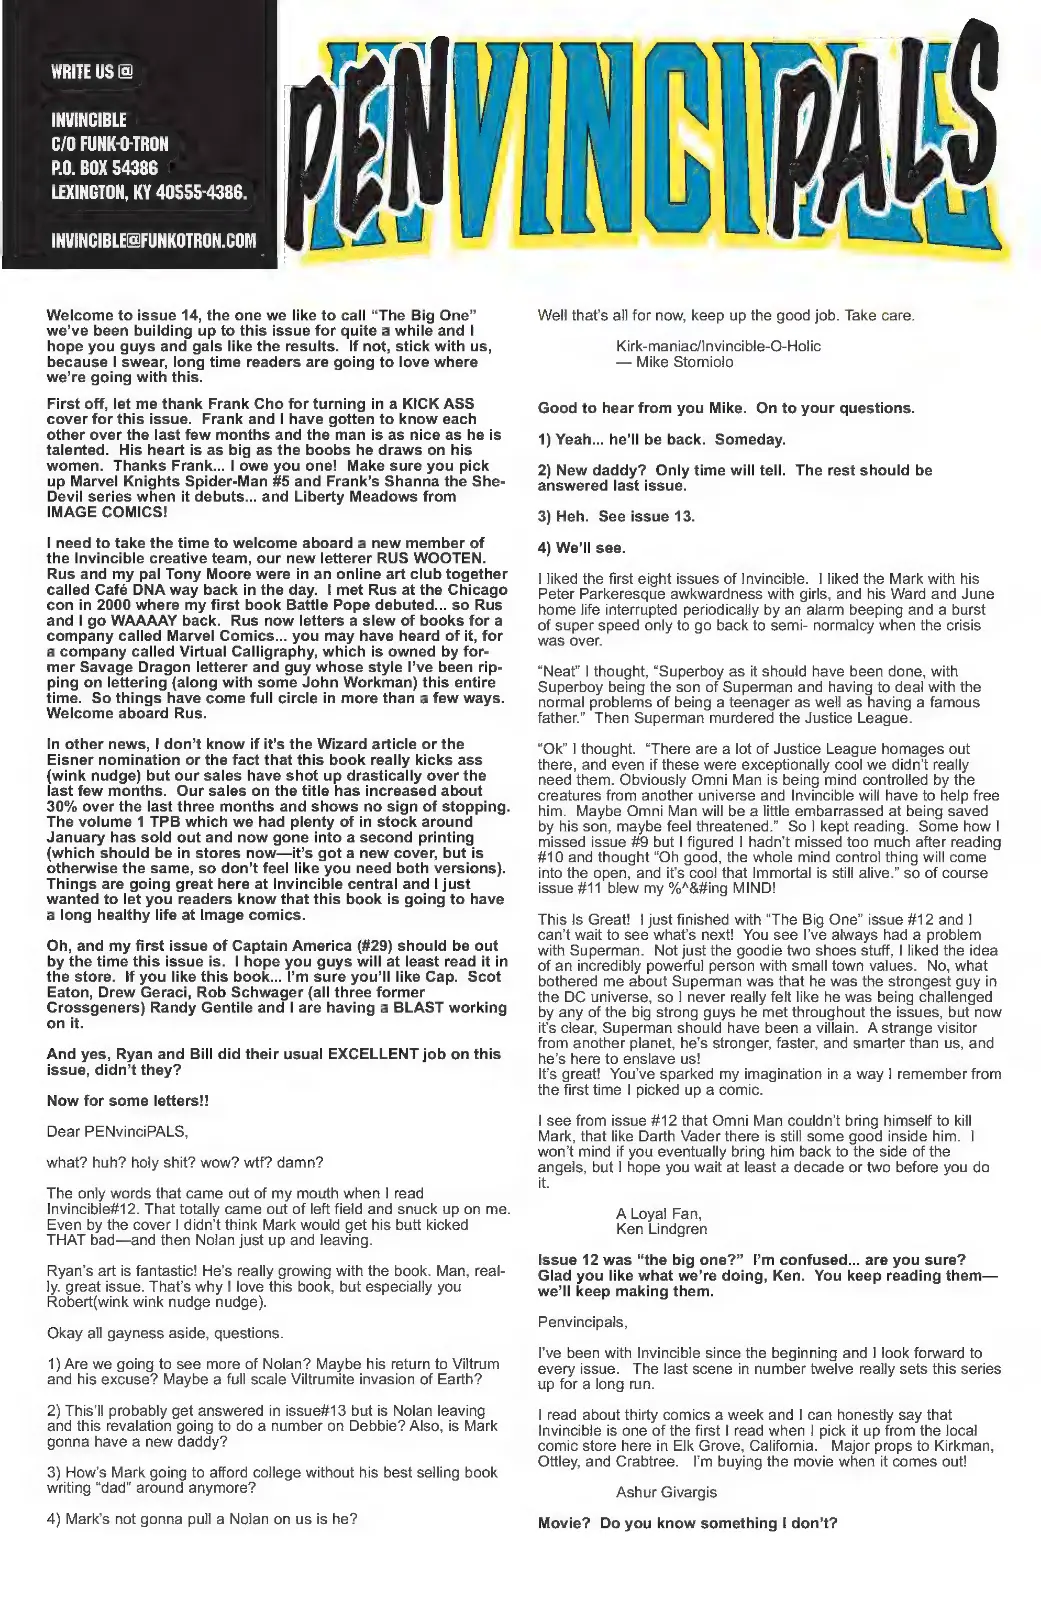 WRITE US @
INVINCIBLE
C/O FUNK-O-TRON
P.O. BOX 54386
LEXINGTON, KY 40555-4386.
INVINCIBLE@FUNKOTRON.COM
INVINCIBLE
PEN PALS
Welcome to issue 14, the one we like to call “The Big One”
we’ve been building up to this issue for quite a while and I
hope you guys and gals like the results.  If not, stick with us,
because I swear, long time readers are going to love where
we’re going with this.
First off, let me thank Frank Cho for turning in a KICK ASS
cover for this issue.  Frank and I have gotten to know each
other over the last few months and the man is as nice as he is
talented.  His heart is as big as the boobs he draws on his
women.  Thanks Frank... I owe you one!  Make sure you pick
up Marvel Knights Spider-Man #5 and Frank’s Shanna the She-
Devil series when it debuts... and Liberty Meadows from
IMAGE COMICS!
I need to take the time to welcome aboard a new member of
the Invincible creative team, our new letterer RUS WOOTEN.
Rus and my pal Tony Moore were in an online art club together
called Café DNA way back in the day.  I met Rus at the Chicago
con in 2000 where my first book Battle Pope debuted... so Rus
and I go WAAAAY back.  Rus now letters a slew of books for a
company called Marvel Comics... you may have heard of it, for
a company called Virtual Calligraphy, which is owned by for-
mer Savage Dragon letterer and guy whose style I’ve been rip-
ping on lettering (along with some John Workman) this entire
time.  So things have come full circle in more than a few ways.
Welcome aboard Rus.
In other news, I don’t know if it’s the Wizard article or the
Eisner nomination or the fact that this book really kicks ass
(wink nudge) but our sales have shot up drastically over the
last few months.  Our sales on the title has increased about
30% over the last three months and shows no sign of stopping.
The volume 1 TPB which we had plenty of in stock around
January has sold out and now gone into a second printing
(which should be in stores now—it’s got a new cover, but is
otherwise the same, so don’t feel like you need both versions).
Things are going great here at Invincible central and I just
wanted to let you readers know that this book is going to have
a long healthy life at Image comics.
Oh, and my first issue of Captain America (#29) should be out
by the time this issue is.  I hope you guys will at least read it in
the store.  If you like this book... I’m sure you’ll like Cap.  Scot
Eaton, Drew Geraci, Rob Schwager (all three former
Crossgeners) Randy Gentile and I are having a BLAST working
on it.
And yes, Ryan and Bill did their usual EXCELLENT job on this
issue, didn’t they?
Now for some letters!!
Dear PENvinciPALS,
what? huh? holy shit? wow? wtf? damn?
The only words that came out of my mouth when I read
Invincible#12. That totally came out of left field and snuck up on me.
Even by the cover I didn’t think Mark would get his butt kicked
THAT bad—and then Nolan just up and leaving.
Ryan’s art is fantastic! He’s really growing with the book. Man, real-
ly. great issue. That’s why I love this book, but especially you
Robert(wink wink nudge nudge).
Okay all gayness aside, questions.
1) Are we going to see more of Nolan? Maybe his return to Viltrum
and his excuse? Maybe a full scale Viltrumite invasion of Earth?
2) This’ll probably get answered in issue#13 but is Nolan leaving
and this revalation going to do a number on Debbie? Also, is Mark
gonna have a new daddy?
3) How’s Mark going to afford college without his best selling book
writing “dad” around anymore?
4) Mark’s not gonna pull a Nolan on us is he?
Well that’s all for now, keep up the good job. Take care.
Kirk-maniac/Invincible-O-Holic
— Mike Stomiolo
Good to hear from you Mike.  On to your questions.
1) Yeah... he’ll be back.  Someday.
2) New daddy?  Only time will tell.  The rest should be
answered last issue.
3) Heh.  See issue 13.
4) We’ll see.
I liked the first eight issues of Invincible.  I liked the Mark with his
Peter Parkeresque awkwardness with girls, and his Ward and June
home life interrupted periodically by an alarm beeping and a burst
of super speed only to go back to semi- normalcy when the crisis
was over.
“Neat” I thought, “Superboy as it should have been done, with
Superboy being the son of Superman and having to deal with the
normal problems of being a teenager as well as having a famous
father.”  Then Superman murdered the Justice League.
“Ok” I thought.  “There are a lot of Justice League homages out
there, and even if these were exceptionally cool we didn’t really
need them. Obviously Omni Man is being mind controlled by the
creatures from another universe and Invincible will have to help free
him.  Maybe Omni Man will be a little embarrassed at being saved
by his son, maybe feel threatened.”  So I kept reading.  Some how I
missed issue #9 but I figured I hadn’t missed too much after reading
#10 and thought “Oh good, the whole mind control thing will come
into the open, and it’s cool that Immortal is still alive.” so of course
issue #11 blew my %^&#ing MIND!
This Is Great!  I just finished with “The Big One” issue #12 and I
can’t wait to see what’s next!  You see I’ve always had a problem
with Superman.  Not just the goodie two shoes stuff, I liked the idea
of an incredibly powerful person with small town values.  No, what
bothered me about Superman was that he was the strongest guy in
the DC universe, so I never really felt like he was being challenged
by any of the big strong guys he met throughout the issues, but now
it’s clear, Superman should have been a villain.  A strange visitor
from another planet, he’s stronger, faster, and smarter than us, and
he’s here to enslave us!
It’s great!  You’ve sparked my imagination in a way I remember from
the first time I picked up a comic.
I see from issue #12 that Omni Man couldn’t bring himself to kill
Mark, that like Darth Vader there is still some good inside him.  I
won’t mind if you eventually bring him back to the side of the
angels, but I hope you wait at least a decade or two before you do
it.
A Loyal Fan,
Ken Lindgren
Issue 12 was “the big one?”  I’m confused... are you sure?
Glad you like what we’re doing, Ken.  You keep reading them—
we’ll keep making them.
Penvincipals,
I’ve been with Invincible since the beginning and I look forward to
every issue.   The last scene in number twelve really sets this series
up for a long run.
I read about thirty comics a week and I can honestly say that
Invincible is one of the first I read when I pick it up from the local
comic store here in Elk Grove, California.   Major props to Kirkman,
Ottley, and Crabtree.   I’m buying the movie when it comes out!
Ashur Givargis
Movie?  Do you know something I don’t?